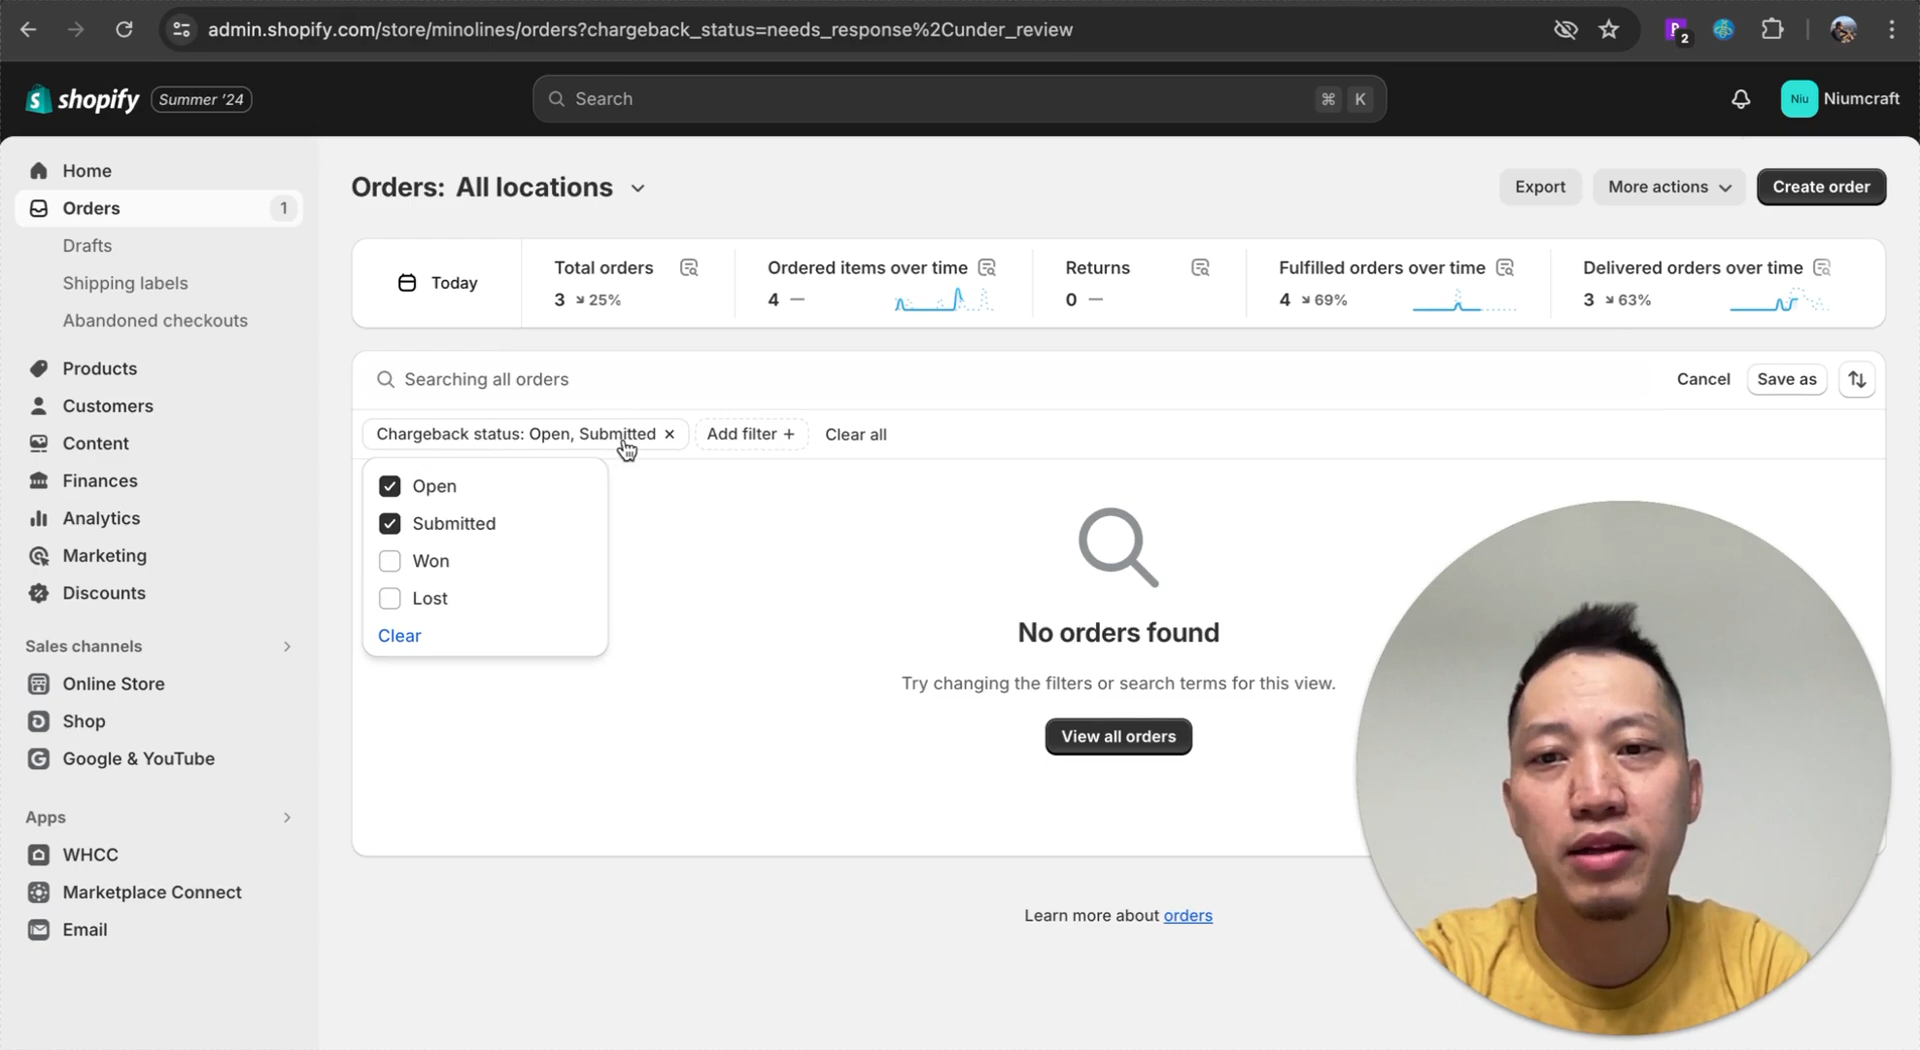 admin.shopify.com/store/minolines/orders?chargeback_status=needs_response%2Cunder_review
2
shopify
Summer '24
Search
⌘ K
Niu
Niumcraft
Home
Orders 1
Drafts
Shipping labels
Abandoned checkouts
Products
Customers
Content
Finances
Analytics
Marketing
Discounts
Sales channels
Online Store
Shop
Google & YouTube
Apps
WHCC
Marketplace Connect
Email
Orders: All locations
Export
More actions
Create order
Today
Total orders
3 25%
Ordered items over time
4 —
Returns
0 —
Fulfilled orders over time
4 69%
Delivered orders over time
3 63%
Searching all orders
Cancel
Save as
Chargeback status: Open, Submitted ×
Add filter +
Clear all
Open
Submitted
Won
Lost
Clear
No orders found
Try changing the filters or search terms for this view.
View all orders
Learn more about orders